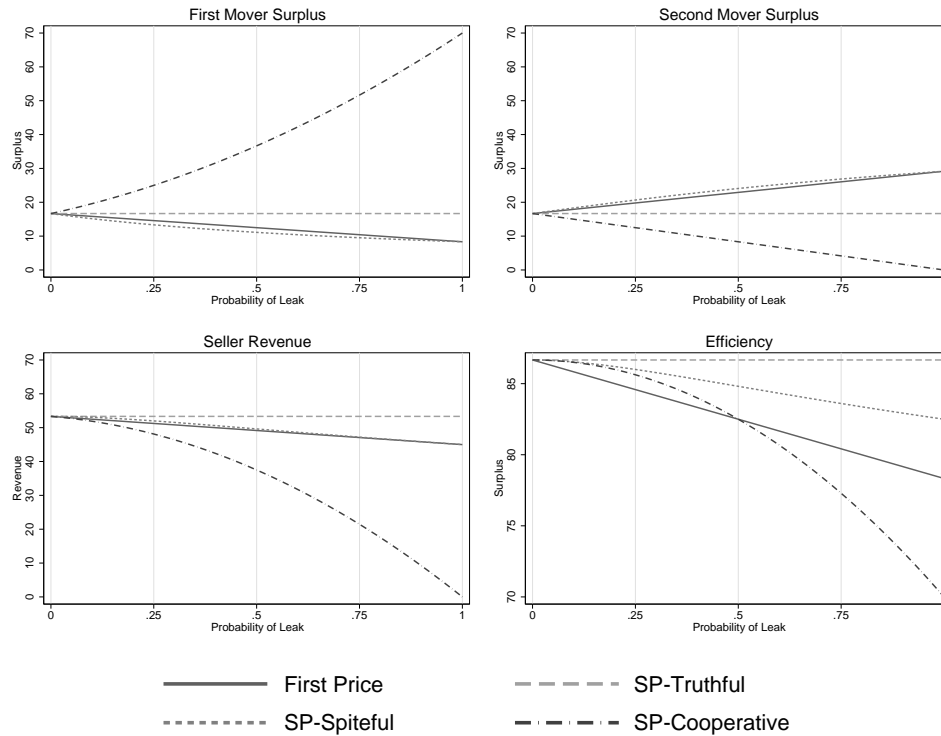 First Mover Surplus
Surplus
70
60
50
40
30
20
10
0
0 .25 .5 .75 1
Probability of Leak
Second Mover Surplus
Surplus
70
60
50
40
30
20
10
0
0 .25 .5 .75
Probability of Leak
Seller Revenue
Revenue
70
60
50
40
30
20
10
0
0 .25 .5 .75 1
Probability of Leak
Efficiency
Surplus
85
80
75
70
0 .25 .5 .75
Probability of Leak
First Price SP-Truthful
SP-Spiteful SP-Cooperative